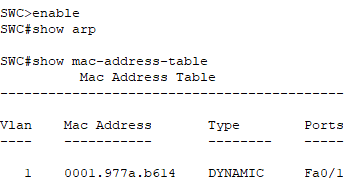 SWC>enable
SWC#show arp
SWC#show mac-address-table
Mac Address Table
-------------------------------------------
Vlan    Mac Address       Type        Ports
----    -----------       --------    -----
1    0001.977a.b614    DYNAMIC     Fa0/1